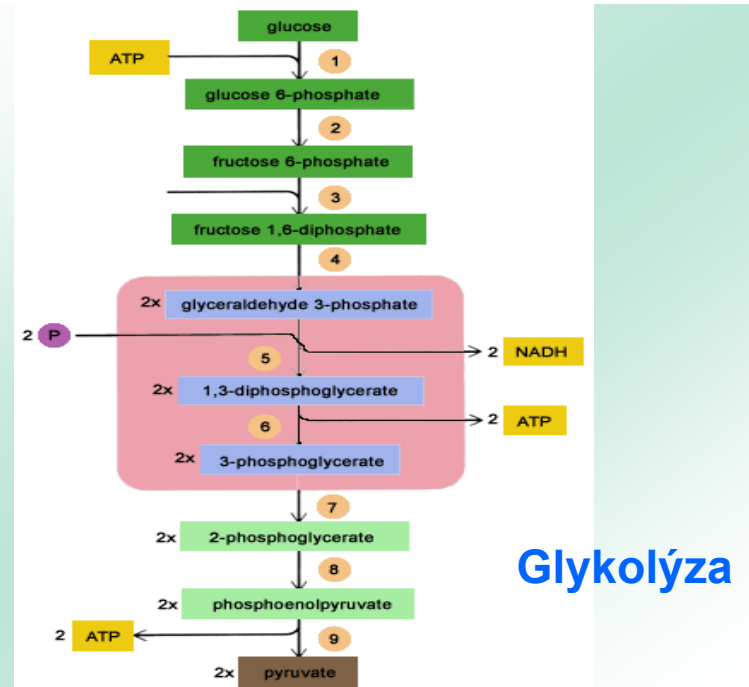 glucose
ATP
1
glucose 6-phosphate
2
fructose 6-phosphate
3
fructose 1,6-diphosphate
4
2x glyceraldehyde 3-phosphate
2 P
2 NADH
5
2x 1,3-diphosphoglycerate
6
2 ATP
2x 3-phosphoglycerate
7
2x 2-phosphoglycerate
8
Glykolýza
2x phosphoenolpyruvate
2 ATP
9
2x pyruvate